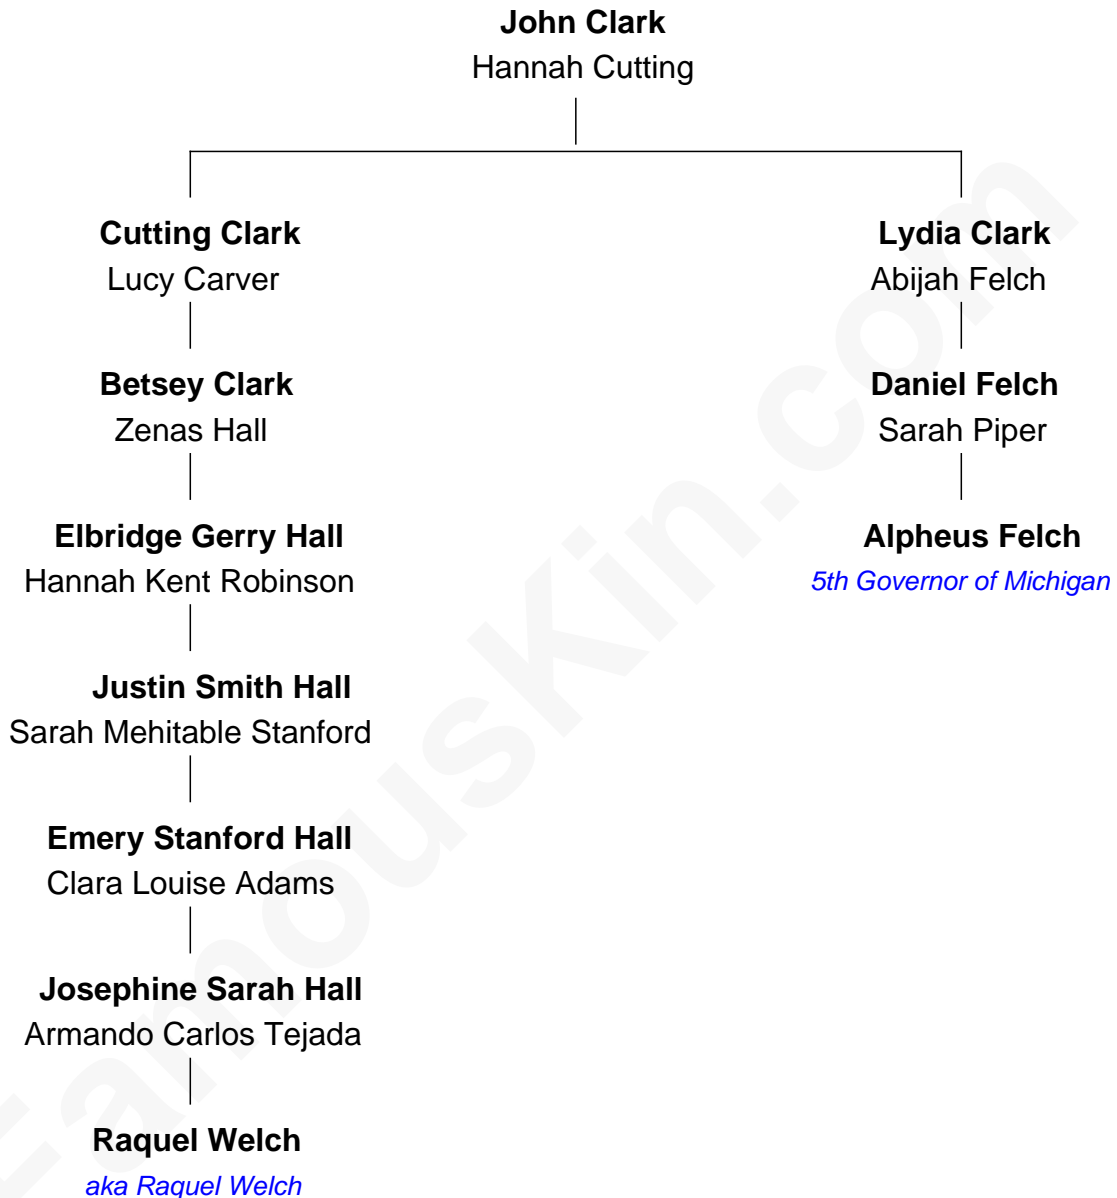 John Clark
Hannah Cutting
Cutting Clark
Lucy Carver
Lydia Clark
Abijah Felch
Betsey Clark
Zenas Hall
Daniel Felch
Sarah Piper
Elbridge Gerry Hall
Hannah Kent Robinson
Alpheus Felch
5th Governor of Michigan
Justin Smith Hall
Sarah Mehitable Stanford
Emery Stanford Hall
Clara Louise Adams
Josephine Sarah Hall
Armando Carlos Tejada
Raquel Welch
aka Raquel Welch
FamousKin.com